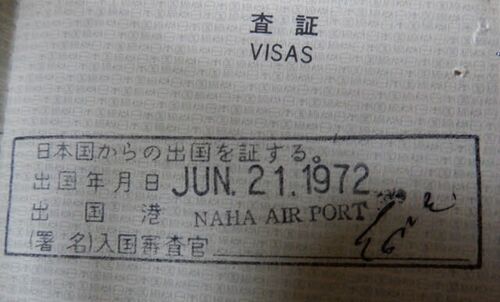 査証
VISAS
日本国からの出国を証する。
出国年月日 JUN. 21. 1972
出国港 NAHA AIR PORT
(署名)入国審査官